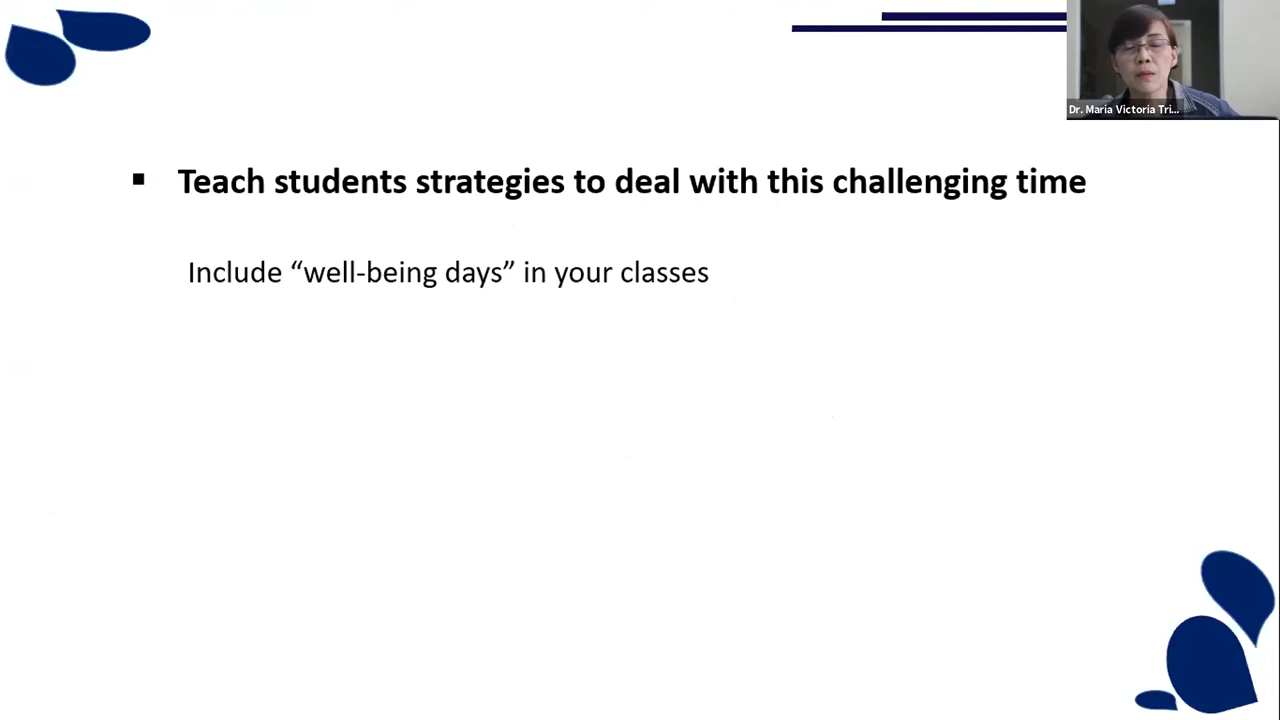 Dr. Maria Victoria Tri...
▪ Teach students strategies to deal with this challenging time
Include “well-being days” in your classes